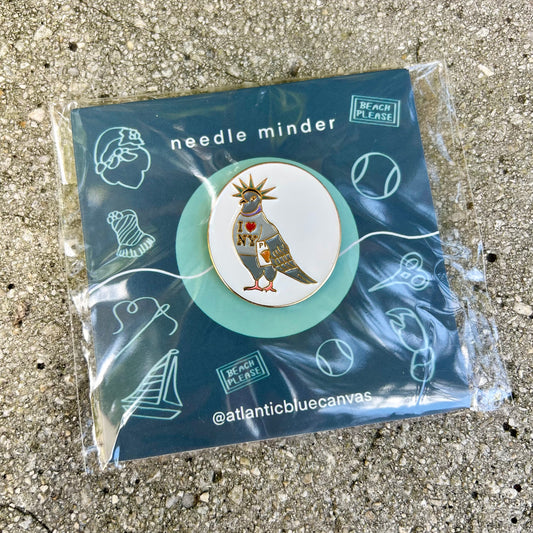 BEACH
PLEASE
needle minder
I ❤ NY
BEACH
PLEASE
@atlanticbluecanvas